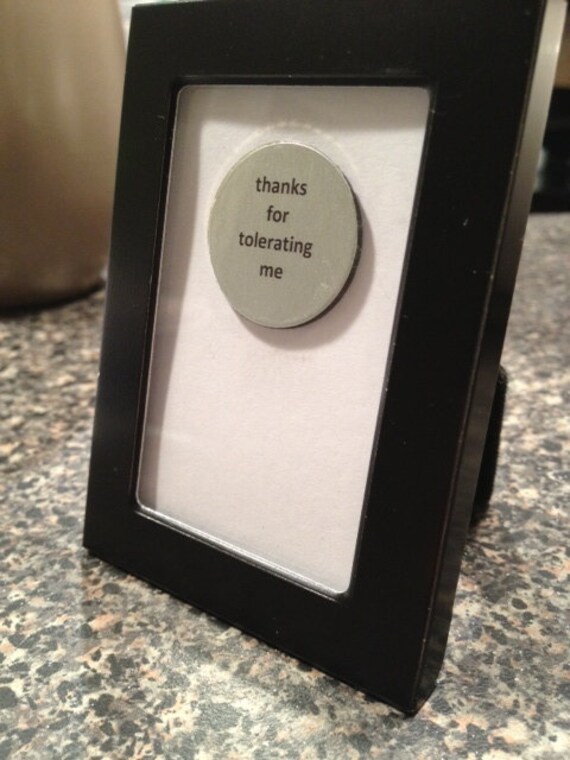 thanks
for
tolerating
me